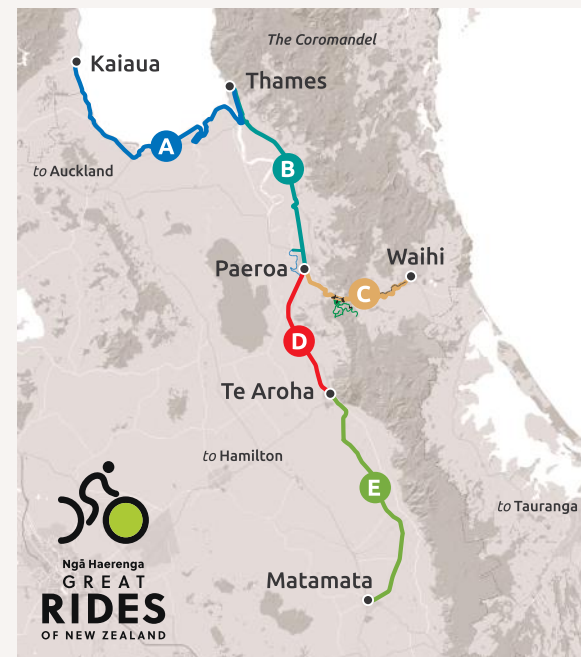 The Coromandel
Kaiaua
Thames
A
B
to Auckland
Waihi
Paeroa
C
D
Te Aroha
to Hamilton
E
to Tauranga
Ngā Haerenga
GREAT
RIDES
OF NEW ZEALAND
Matamata